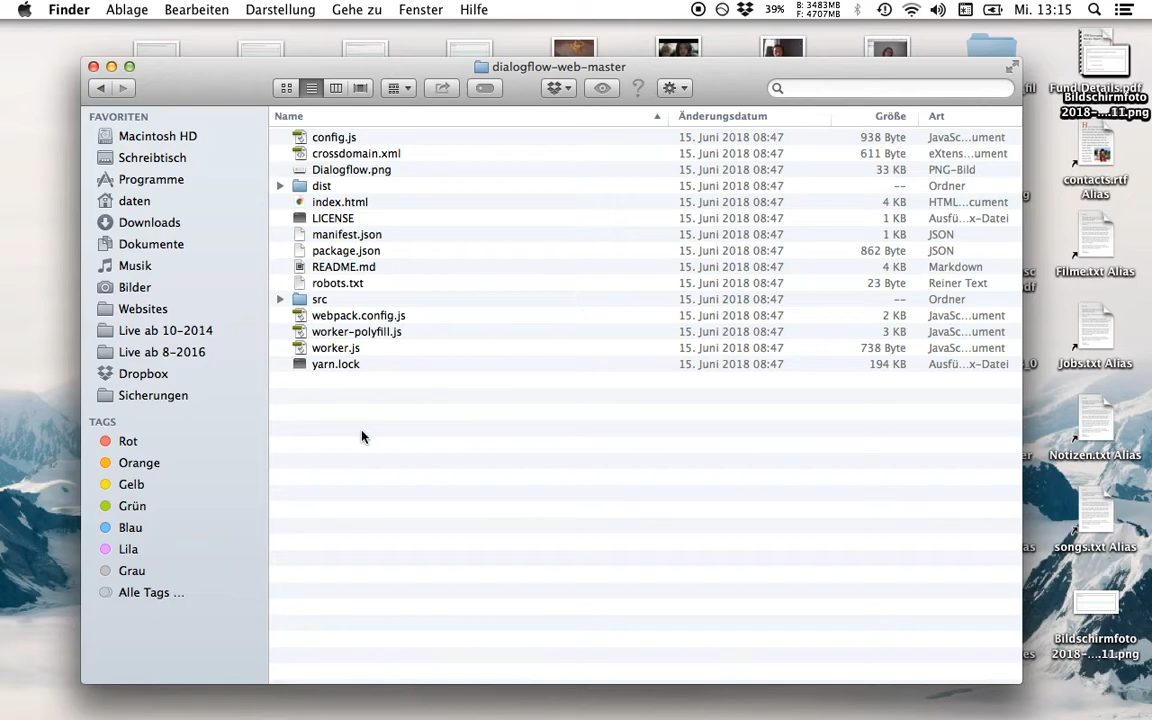 Finder Ablage Bearbeiten Darstellung Gehe zu Fenster Hilfe 39% B: 3483MB F: 4707MB Mi. 13:15
dialogflow-web-master
FAVORITEN
Macintosh HD
Schreibtisch
Programme
daten
Downloads
Dokumente
Musik
Bilder
Websites
Live ab 10-2014
Live ab 8-2016
Dropbox
Sicherungen
TAGS
Rot
Orange
Gelb
Grün
Blau
Lila
Grau
Alle Tags ...
Name Änderungsdatum Größe Art
config.js 15. Juni 2018 08:47 938 Byte JavaSc...ument
crossdomain.xml 15. Juni 2018 08:47 611 Byte eXtens...ument
Dialogflow.png 15. Juni 2018 08:47 33 KB PNG-Bild
dist 15. Juni 2018 08:47 -- Ordner
index.html 15. Juni 2018 08:47 4 KB HTML...cument
LICENSE 15. Juni 2018 08:47 1 KB Ausfü...x-Datei
manifest.json 15. Juni 2018 08:47 1 KB JSON
package.json 15. Juni 2018 08:47 862 Byte JSON
README.md 15. Juni 2018 08:47 4 KB Markdown
robots.txt 15. Juni 2018 08:47 23 Byte Reiner Text
src 15. Juni 2018 08:47 -- Ordner
webpack.config.js 15. Juni 2018 08:47 2 KB JavaSc...ument
worker-polyfill.js 15. Juni 2018 08:47 3 KB JavaSc...ument
worker.js 15. Juni 2018 08:47 738 Byte JavaSc...ument
yarn.lock 15. Juni 2018 08:47 194 KB Ausfü...x-Datei
Fund.Details.pdf
Bildschirmfoto
2018-...11.png
contacts.rtf
Alias
Filme.txt Alias
Jobs.txt Alias
Notizen.txt Alias
songs.txt Alias
Bildschirmfoto
2018-...11.png